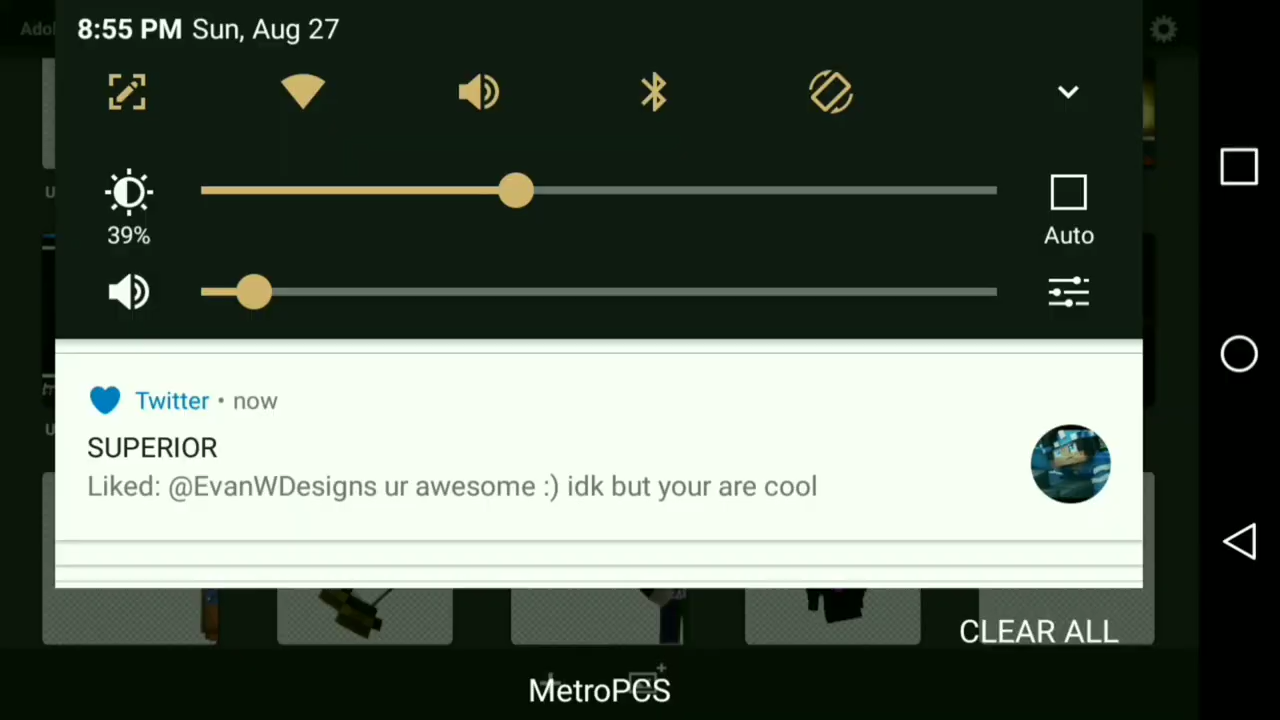 Adol
8:55 PM Sun, Aug 27
39%
Auto
Twitter • now
SUPERIOR
Liked: @EvanWDesigns ur awesome :) idk but your are cool
CLEAR ALL
MetroPCS